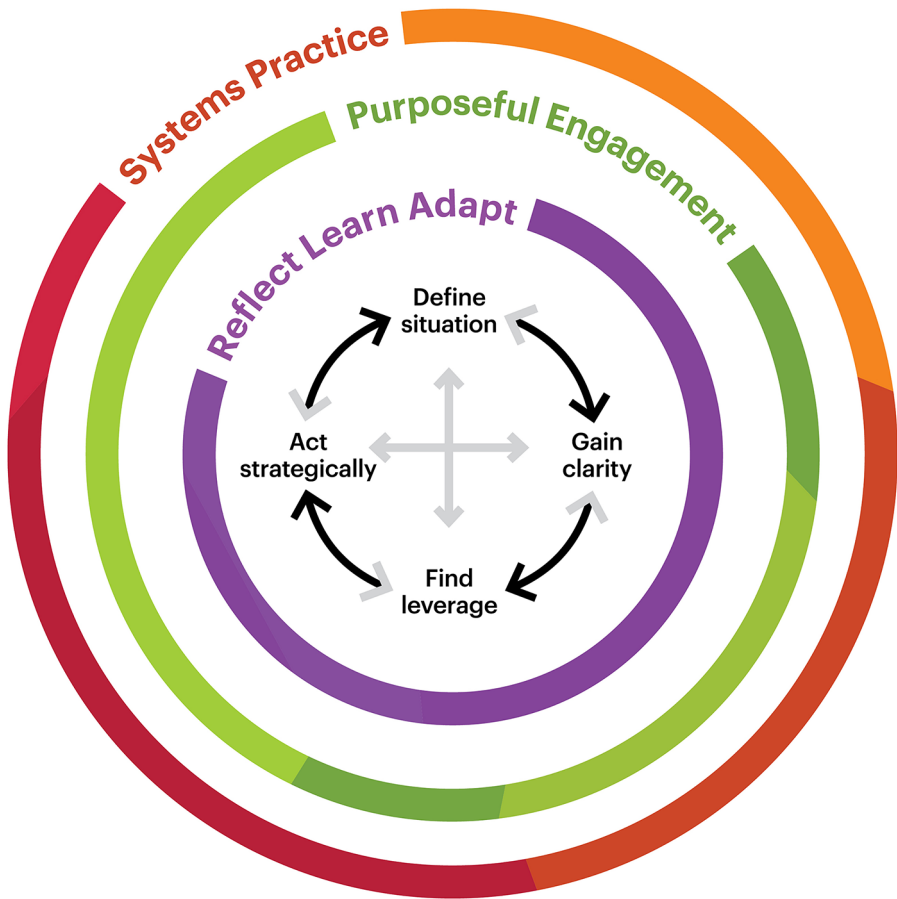 Systems Practice
Purposeful Engagement
Reflect Learn Adapt
Define
situation
Act
strategically
Gain
clarity
Find
leverage